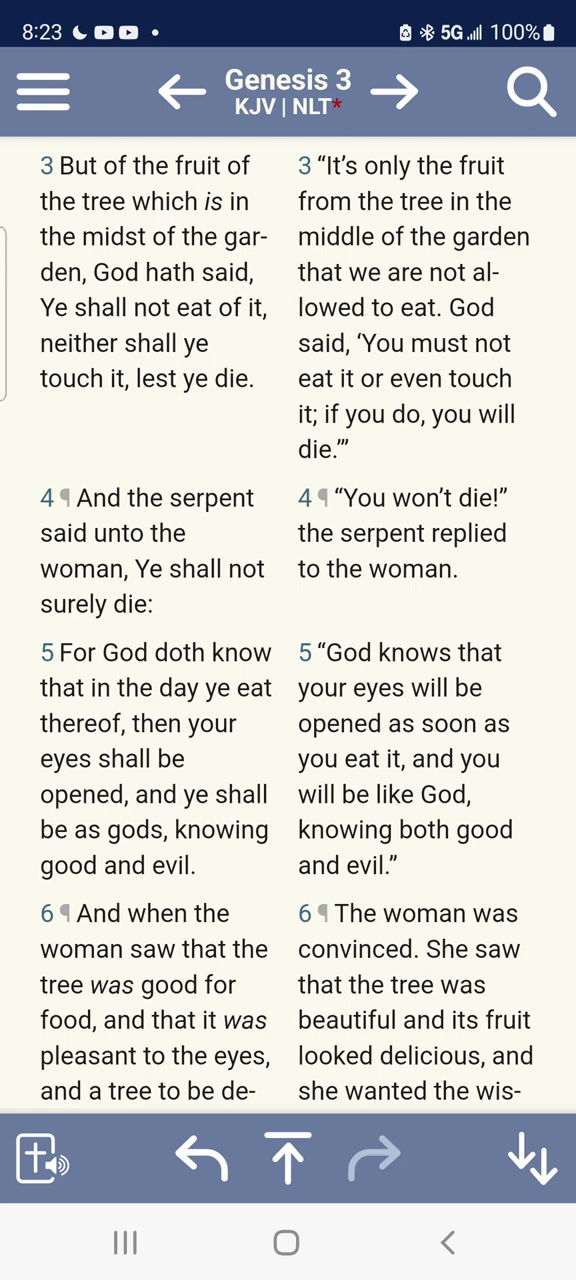 8:23
5G 100%
Genesis 3
KJV | NLT*
3 But of the fruit of
the tree which is in
the midst of the gar-
den, God hath said,
Ye shall not eat of it,
neither shall ye
touch it, lest ye die.
3 “It’s only the fruit
from the tree in the
middle of the garden
that we are not al-
lowed to eat. God
said, ‘You must not
eat it or even touch
it; if you do, you will
die.’”
4 ¶ And the serpent
said unto the
woman, Ye shall not
surely die:
4 ¶ “You won’t die!”
the serpent replied
to the woman.
5 For God doth know
that in the day ye eat
thereof, then your
eyes shall be
opened, and ye shall
be as gods, knowing
good and evil.
5 “God knows that
your eyes will be
opened as soon as
you eat it, and you
will be like God,
knowing both good
and evil.”
6 ¶ And when the
woman saw that the
tree was good for
food, and that it was
pleasant to the eyes,
and a tree to be de-
6 ¶ The woman was
convinced. She saw
that the tree was
beautiful and its fruit
looked delicious, and
she wanted the wis-